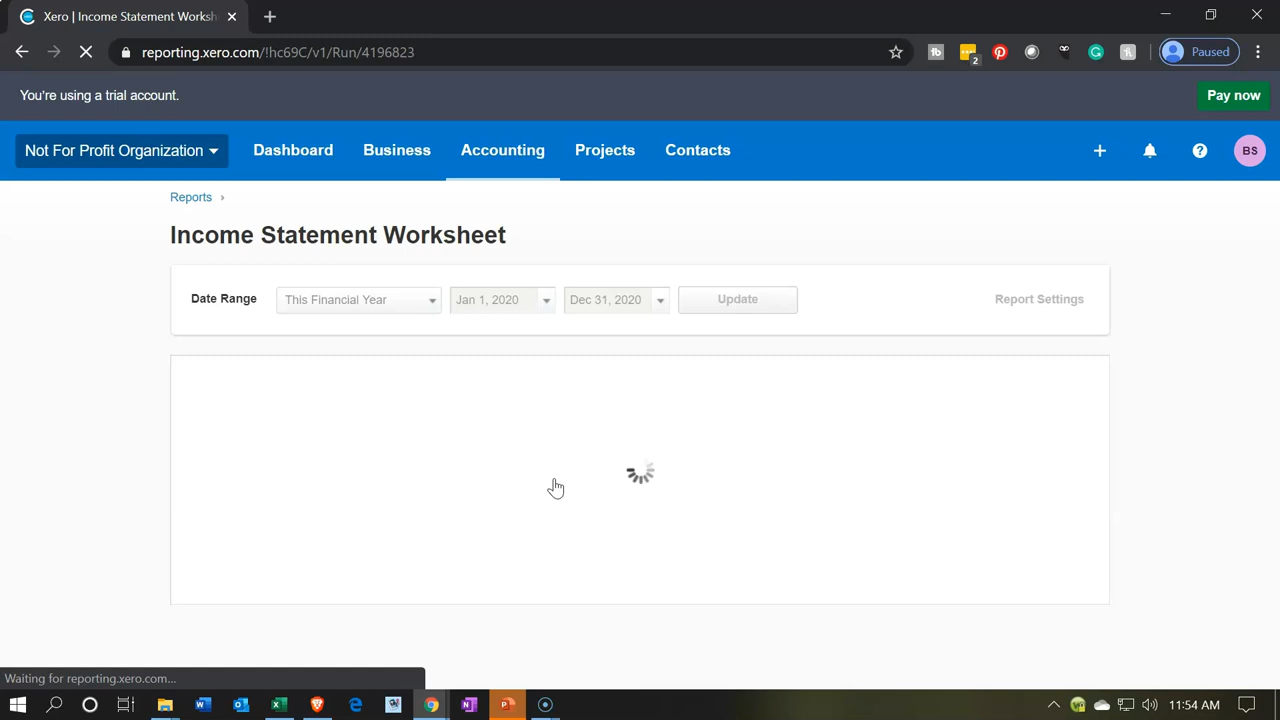 Xero | Income Statement Worksh
reporting.xero.com/!hc69C/v1/Run/4196823
2
Paused
You're using a trial account.
Pay now
Not For Profit Organization
Dashboard
Business
Accounting
Projects
Contacts
BS
Reports
Income Statement Worksheet
Date Range
This Financial Year
Jan 1, 2020
Dec 31, 2020
Update
Report Settings
Waiting for reporting.xero.com...
11:54 AM